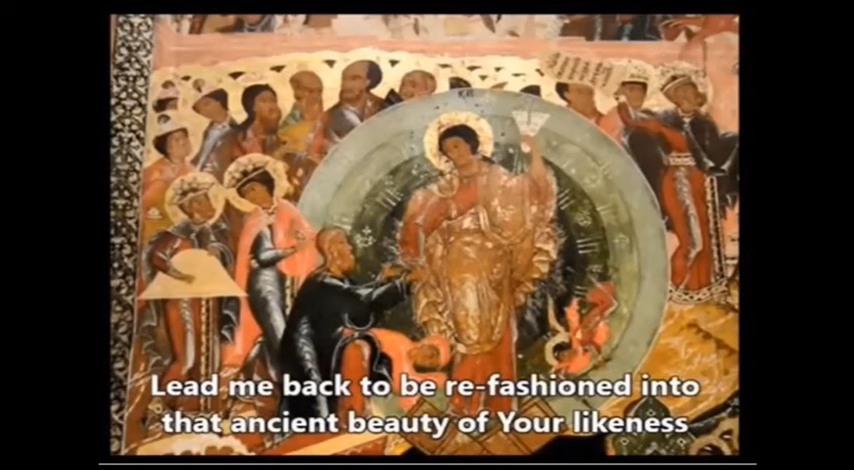 Lead me back to be re-fashioned into
that ancient beauty of Your likeness